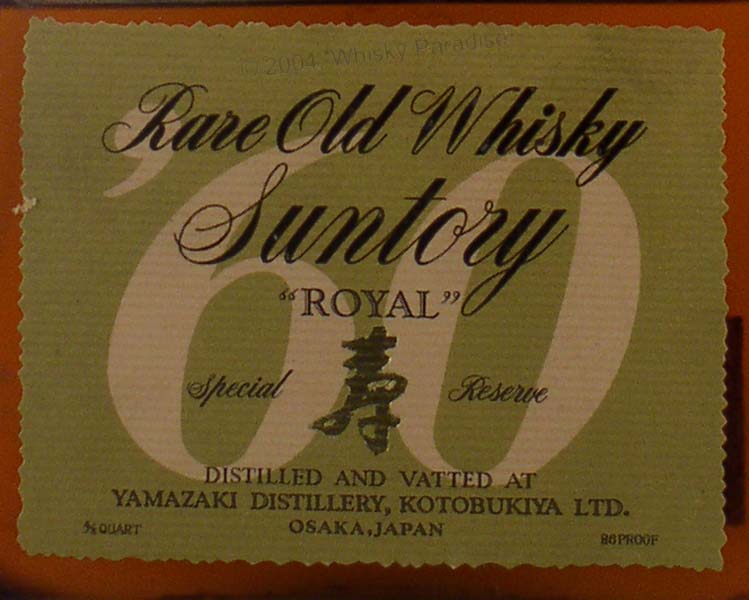 © 2004 "Whisky Paradise"
Rare Old Whisky
Suntory
'60
"ROYAL"
寿
Special Reserve
DISTILLED AND VATTED AT
YAMAZAKI DISTILLERY, KOTOBUKIYA LTD.
OSAKA, JAPAN
⅘ QUART
86 PROOF